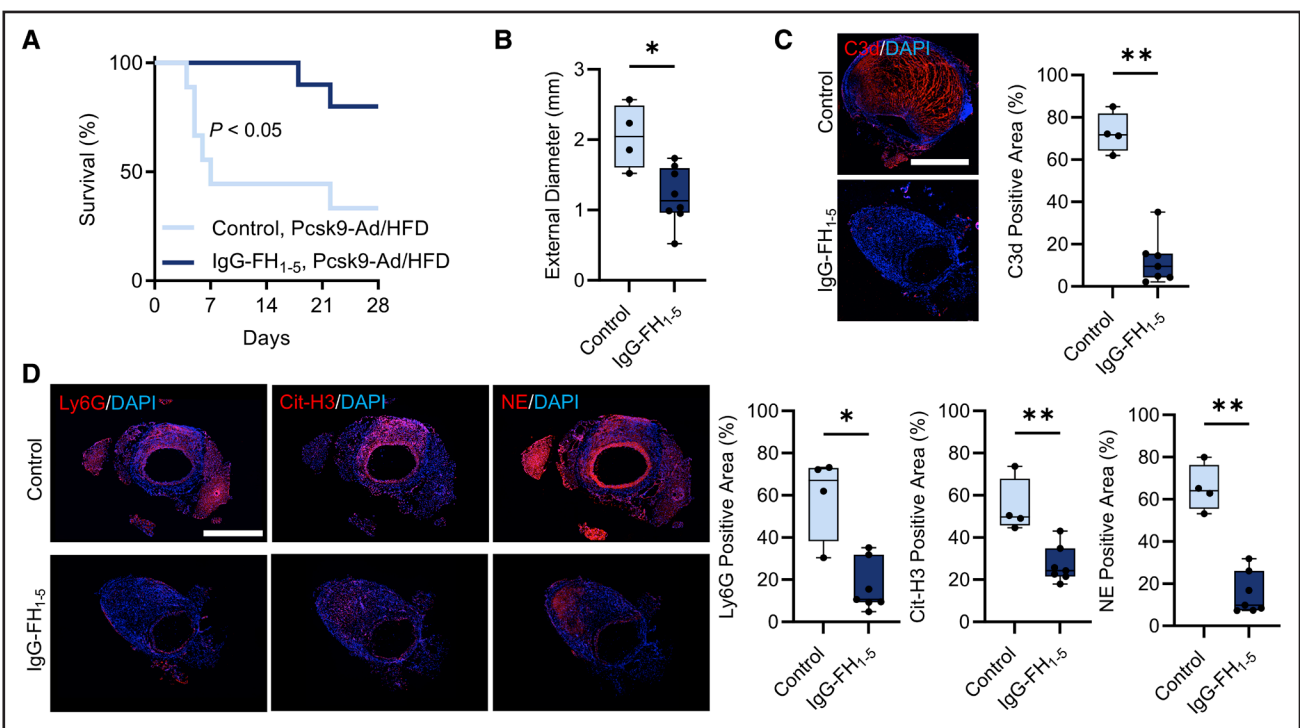 A
100
50
0
Survival (%)
P < 0.05
Control, Pcsk9-Ad/HFD
IgG-FH1-5, Pcsk9-Ad/HFD
0 7 14 21 28
Days
B
*
3
2
1
0
External Diameter (mm)
Control
IgG-FH1-5
C
C3d/DAPI
Control
IgG-FH1-5
**
100
80
60
40
20
0
C3d Positive Area (%)
Control
IgG-FH1-5
D
Ly6G/DAPI
Cit-H3/DAPI
NE/DAPI
Control
IgG-FH1-5
*
100
80
60
40
20
0
Ly6G Positive Area (%)
Control
IgG-FH1-5
**
100
80
60
40
20
0
Cit-H3 Positive Area (%)
Control
IgG-FH1-5
**
100
80
60
40
20
0
NE Positive Area (%)
Control
IgG-FH1-5